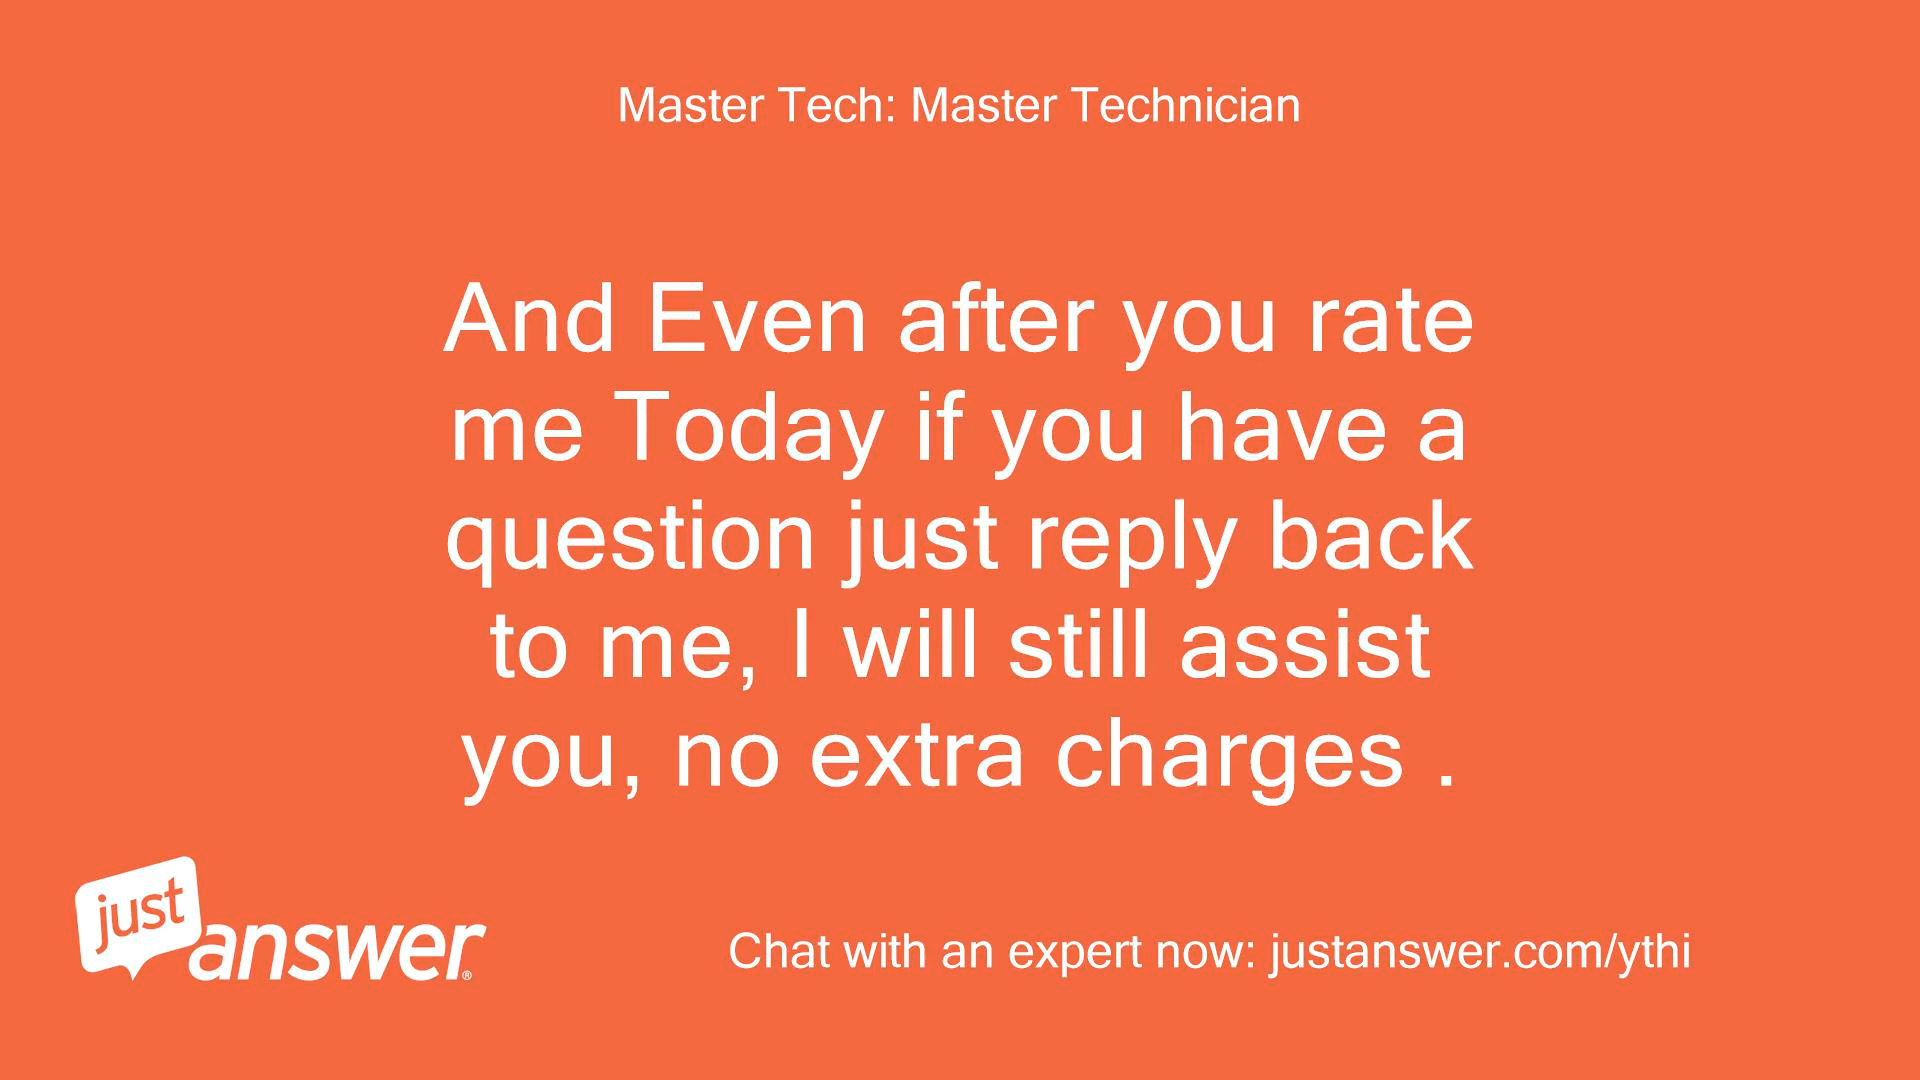 Master Tech: Master Technician
And Even after you rate
me Today if you have a
question just reply back
to me, I will still assist
you, no extra charges .
just
answer®
Chat with an expert now: justanswer.com/ythi